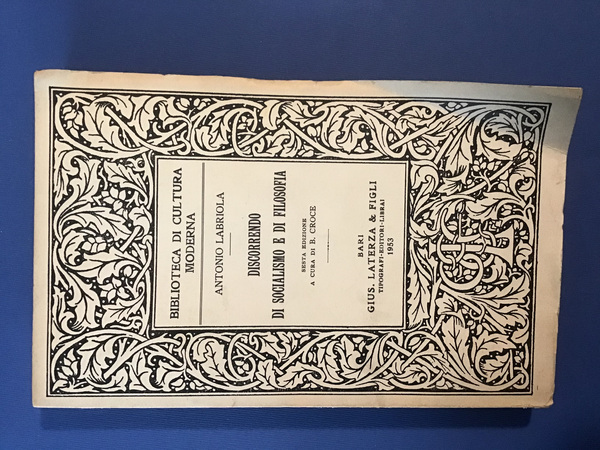 BIBLIOTECA DI CULTURA
MODERNA
ANTONIO LABRIOLA
DISCORRENDO
DI SOCIALISMO E DI FILOSOFIA
SESTA EDIZIONE
A CURA DI B. CROCE
BARI
GIUS. LATERZA & FIGLI
TIPOGRAFI-EDITORI-LIBRAI
1953